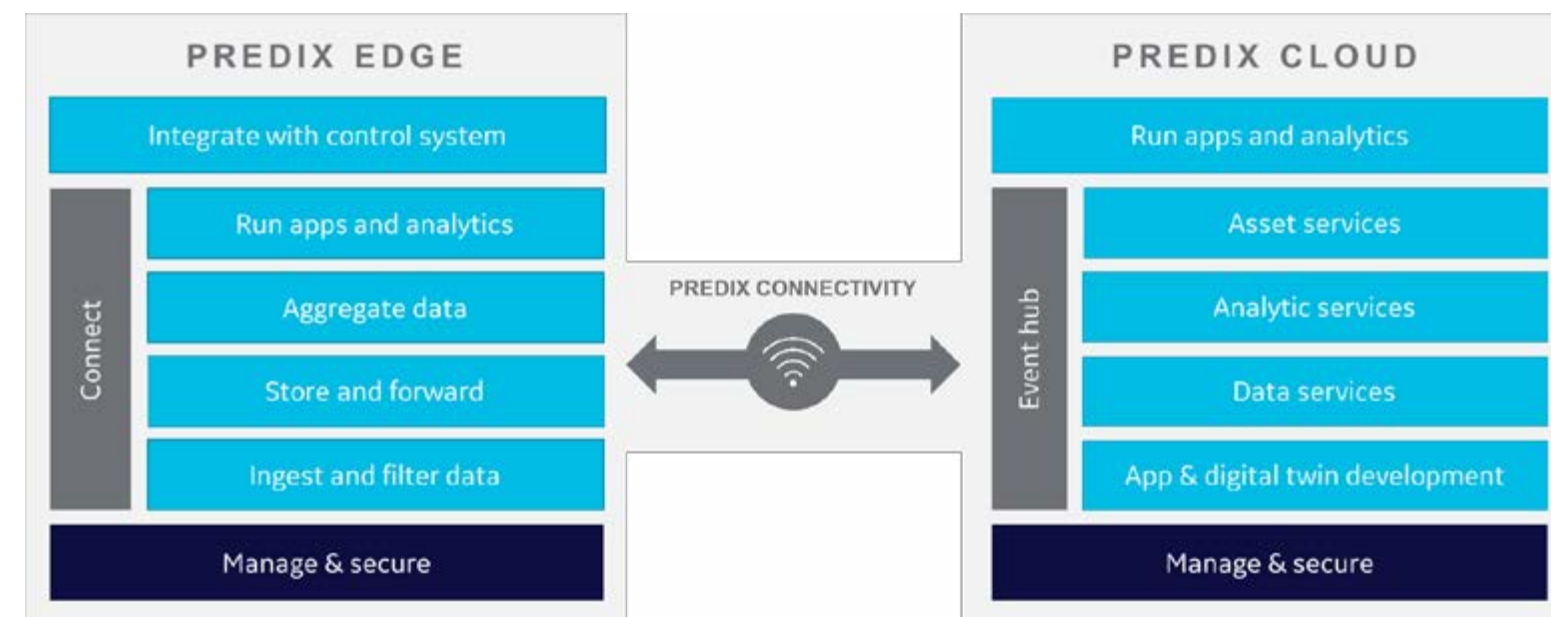 PREDIX EDGE
Integrate with control system
Connect
Run apps and analytics
Aggregate data
Store and forward
Ingest and filter data
Manage & secure
PREDIX CONNECTIVITY
PREDIX CLOUD
Run apps and analytics
Event hub
Asset services
Analytic services
Data services
App & digital twin development
Manage & secure